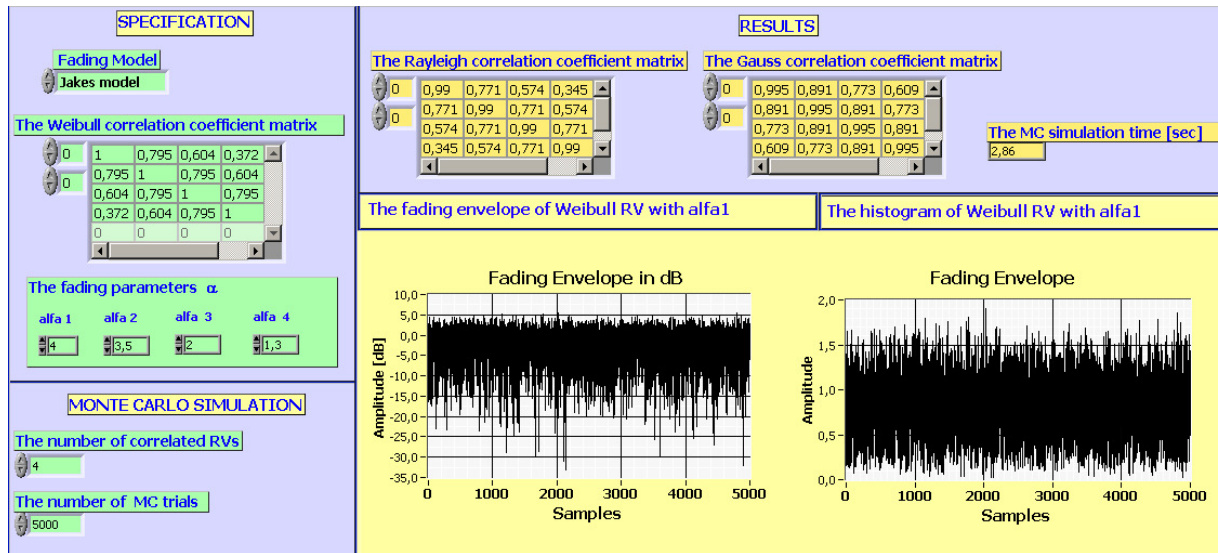 SPECIFICATION
Fading Model
Jakes model
The Weibull correlation coefficient matrix
0
0
1 0,795 0,604 0,372
0,795 1 0,795 0,604
0,604 0,795 1 0,795
0,372 0,604 0,795 1
0 0 0 0
The fading parameters α
alfa 1 alfa 2 alfa 3 alfa 4
4 3,5 2 1,3
MONTE CARLO SIMULATION
The number of correlated RVs
4
The number of MC trials
5000
RESULTS
The Rayleigh correlation coefficient matrix
0
0
0,99 0,771 0,574 0,345
0,771 0,99 0,771 0,574
0,574 0,771 0,99 0,771
0,345 0,574 0,771 0,99
The Gauss correlation coefficient matrix
0
0
0,995 0,891 0,773 0,609
0,891 0,995 0,891 0,773
0,773 0,891 0,995 0,891
0,609 0,773 0,891 0,995
The MC simulation time [sec]
2,86
The fading envelope of Weibull RV with alfa1
Fading Envelope in dB
Amplitude [dB]
10,0
5,0
0,0
-5,0
-10,0
-15,0
-20,0
-25,0
-30,0
-35,0
0 1000 2000 3000 4000 5000
Samples
The histogram of Weibull RV with alfa1
Fading Envelope
Amplitude
2,0
1,5
1,0
0,5
0,0
0 1000 2000 3000 4000 5000
Samples